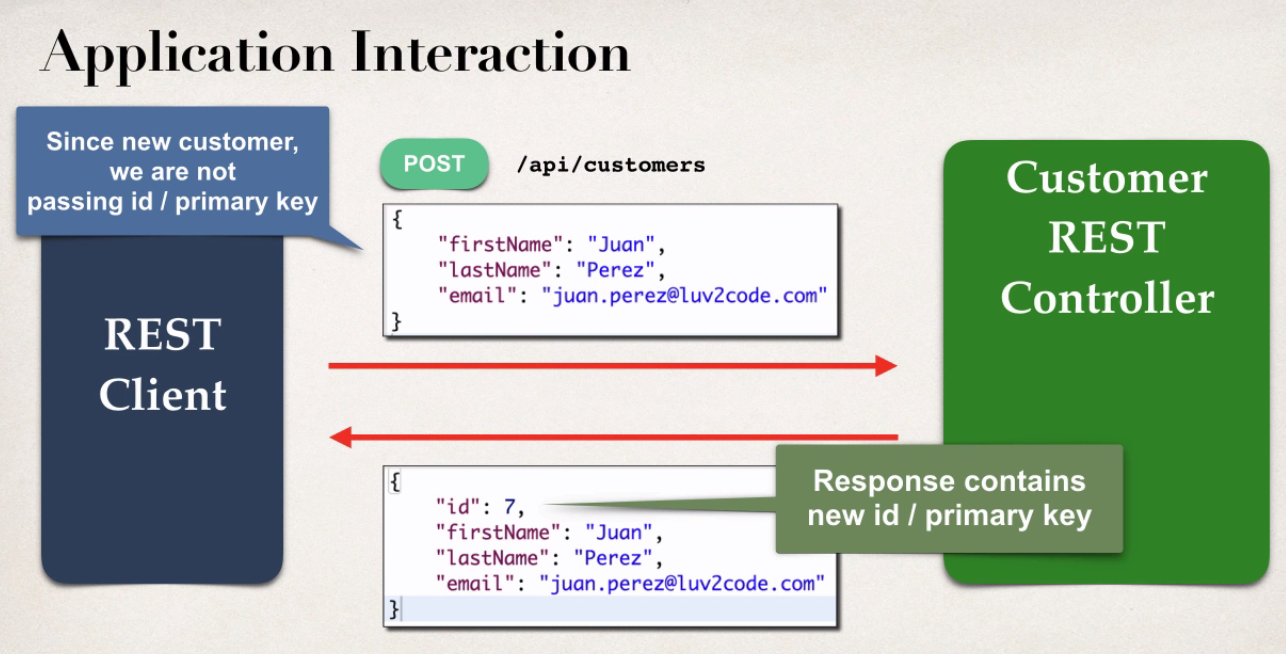 Application Interaction
Since new customer,
we are not
passing id / primary key
POST /api/customers
{
"firstName": "Juan",
"lastName": "Perez",
"email": "juan.perez@luv2code.com"
}
REST
Client
Customer
REST
Controller
{
"id": 7,
"firstName": "Juan",
"lastName": "Perez",
"email": "juan.perez@luv2code.com"
}
Response contains
new id / primary key